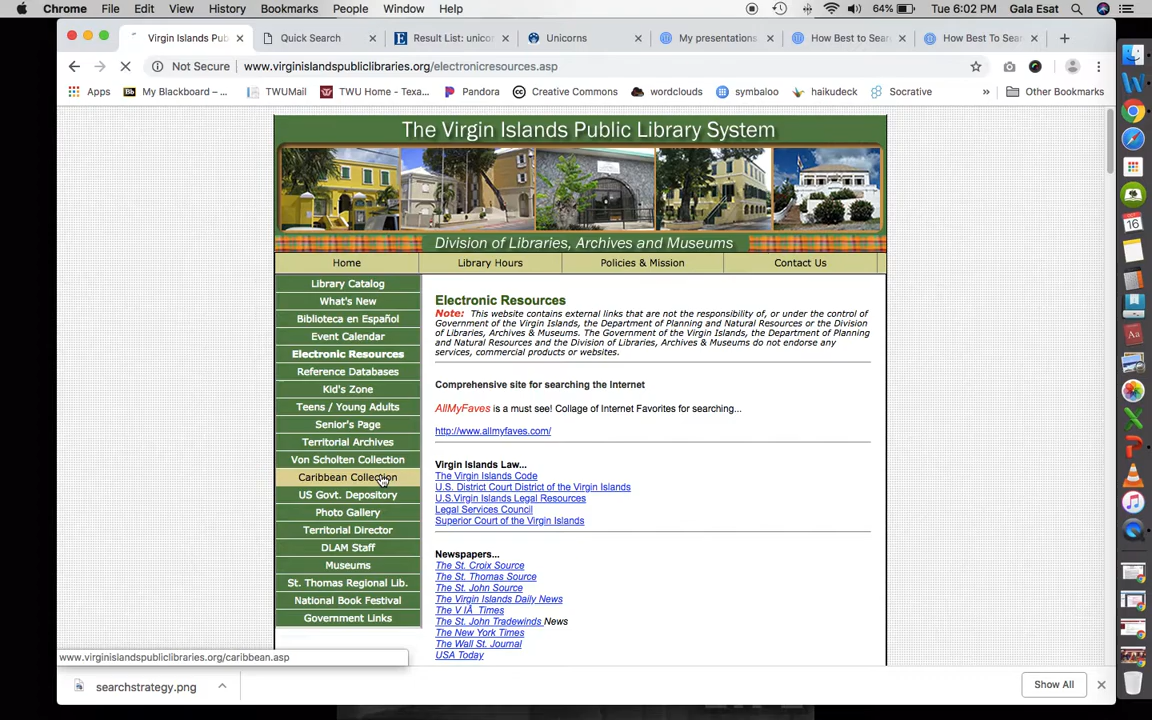 Chrome File Edit View History Bookmarks People Window Help 64% Tue 6:02 PM Gala Esat
Virgin Islands Pub Quick Search Result List: unicor Unicorns My presentations How Best to Sear How Best To Sear
Not Secure www.virginislandspubliclibraries.org/electronicresources.asp
Apps My Blackboard – ... TWUMail TWU Home - Texa... Pandora Creative Commons wordclouds symbaloo haikudeck Socrative » Other Bookmarks
The Virgin Islands Public Library System
Division of Libraries, Archives and Museums
Home Library Hours Policies & Mission Contact Us
Library Catalog
What's New
Biblioteca en Español
Event Calendar
Electronic Resources
Reference Databases
Kid's Zone
Teens / Young Adults
Senior's Page
Territorial Archives
Von Scholten Collection
Caribbean Collection
US Govt. Depository
Photo Gallery
Territorial Director
DLAM Staff
Museums
St. Thomas Regional Lib.
National Book Festival
Government Links
Electronic Resources
Note: This website contains external links that are not the responsibility of, or under the control of
Government of the Virgin Islands, the Department of Planning and Natural Resources or the Division
of Libraries, Archives & Museums. The Government of the Virgin Islands, the Department of Planning
and Natural Resources and the Division of Libraries, Archives & Museums do not endorse any
services, commercial products or websites.
Comprehensive site for searching the Internet
AllMyFaves is a must see! Collage of Internet Favorites for searching...
http://www.allmyfaves.com/
Virgin Islands Law...
The Virgin Islands Code
U.S. District Court District of the Virgin Islands
U.S.Virgin Islands Legal Resources
Legal Services Council
Superior Court of the Virgin Islands
Newspapers...
The St. Croix Source
The St. Thomas Source
The St. John Source
The Virgin Islands Daily News
The V IÂ Times
The St. John Tradewinds News
The New York Times
The Wall St. Journal
USA Today
www.virginislandspubliclibraries.org/caribbean.asp
searchstrategy.png Show All